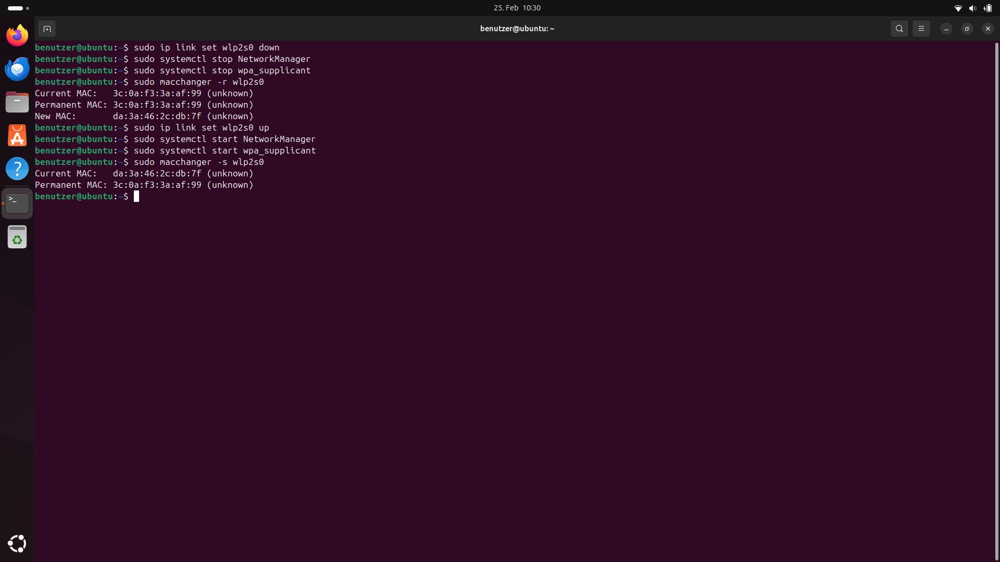 25. Feb 10:30
benutzer@ubuntu: ~
benutzer@ubuntu:~$ sudo ip link set wlp2s0 down
benutzer@ubuntu:~$ sudo systemctl stop NetworkManager
benutzer@ubuntu:~$ sudo systemctl stop wpa_supplicant
benutzer@ubuntu:~$ sudo macchanger -r wlp2s0
Current MAC:   3c:0a:f3:3a:af:99 (unknown)
Permanent MAC: 3c:0a:f3:3a:af:99 (unknown)
New MAC:       da:3a:46:2c:db:7f (unknown)
benutzer@ubuntu:~$ sudo ip link set wlp2s0 up
benutzer@ubuntu:~$ sudo systemctl start NetworkManager
benutzer@ubuntu:~$ sudo systemctl start wpa_supplicant
benutzer@ubuntu:~$ sudo macchanger -s wlp2s0
Current MAC:   da:3a:46:2c:db:7f (unknown)
Permanent MAC: 3c:0a:f3:3a:af:99 (unknown)
benutzer@ubuntu:~$